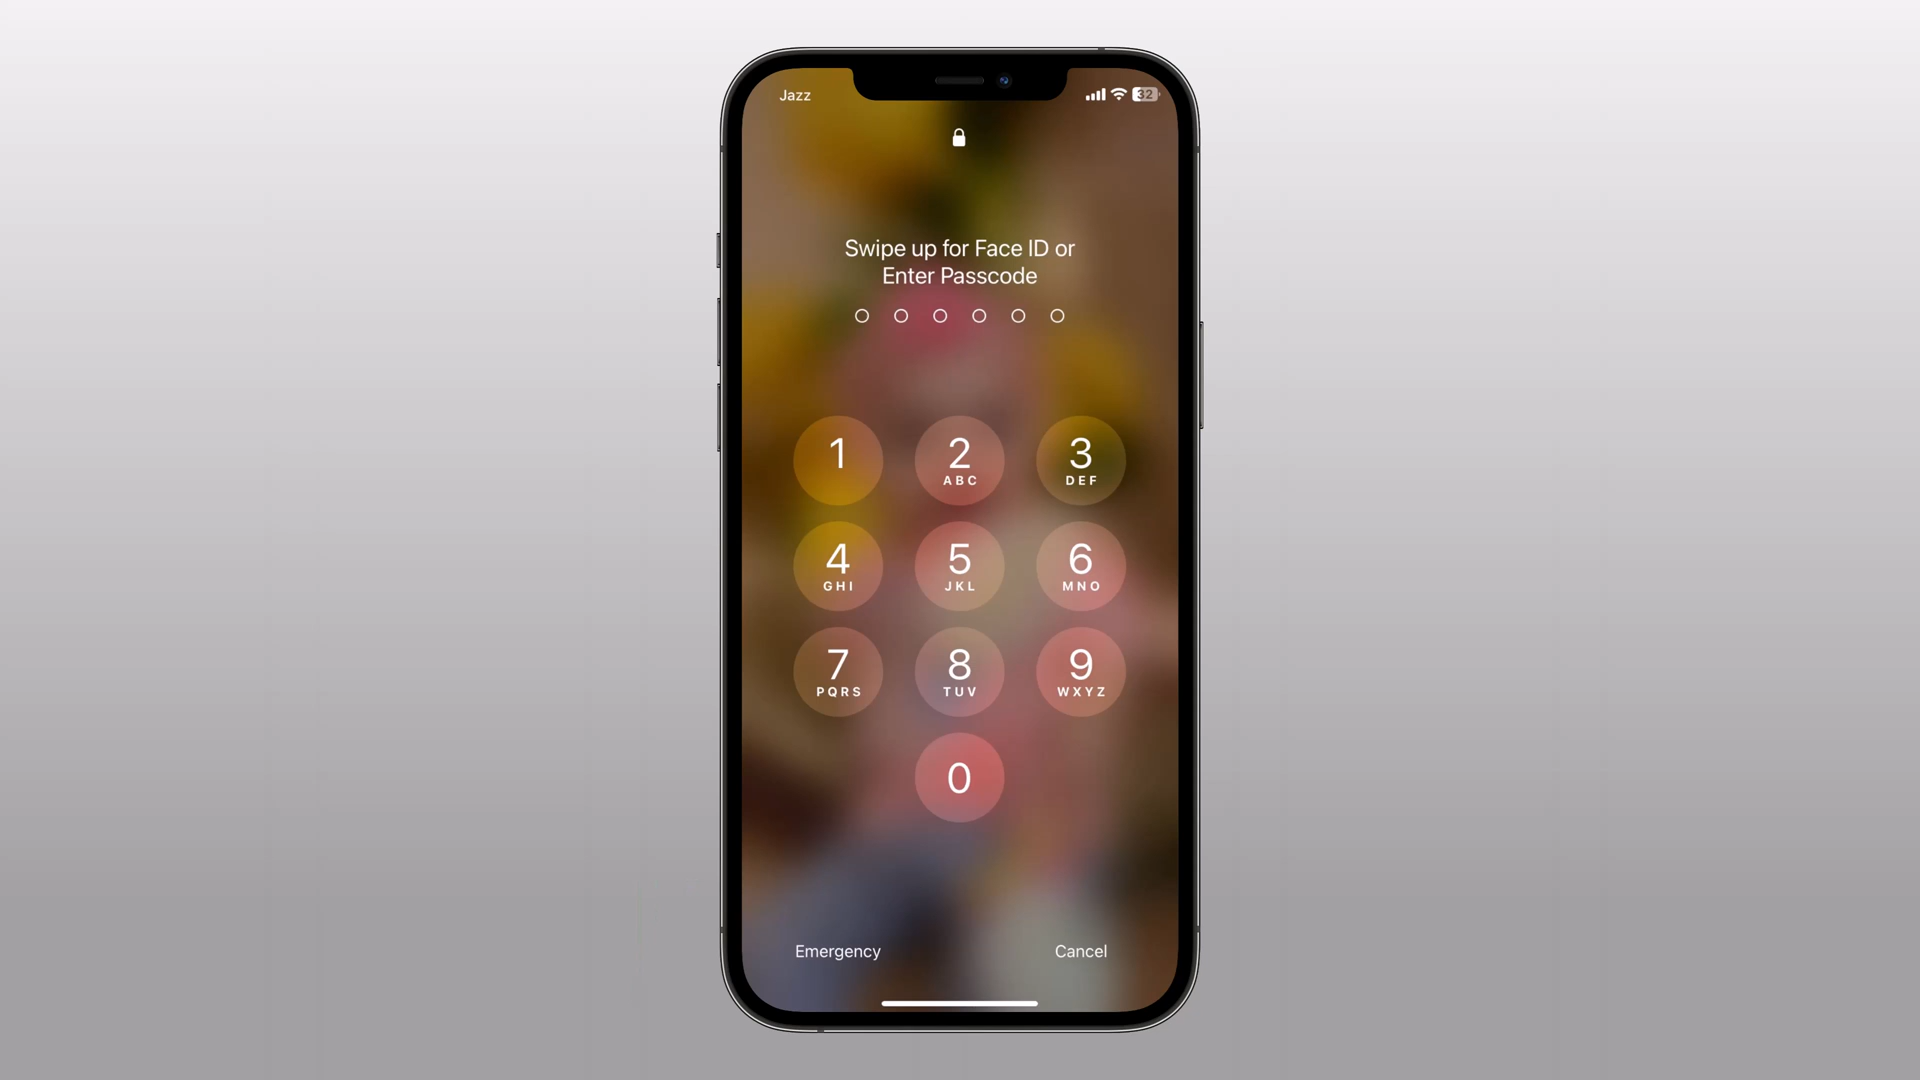 Jazz
32
Swipe up for Face ID or
Enter Passcode
1
2
ABC
3
DEF
4
GHI
5
JKL
6
MNO
7
PQRS
8
TUV
9
WXYZ
0
Emergency
Cancel